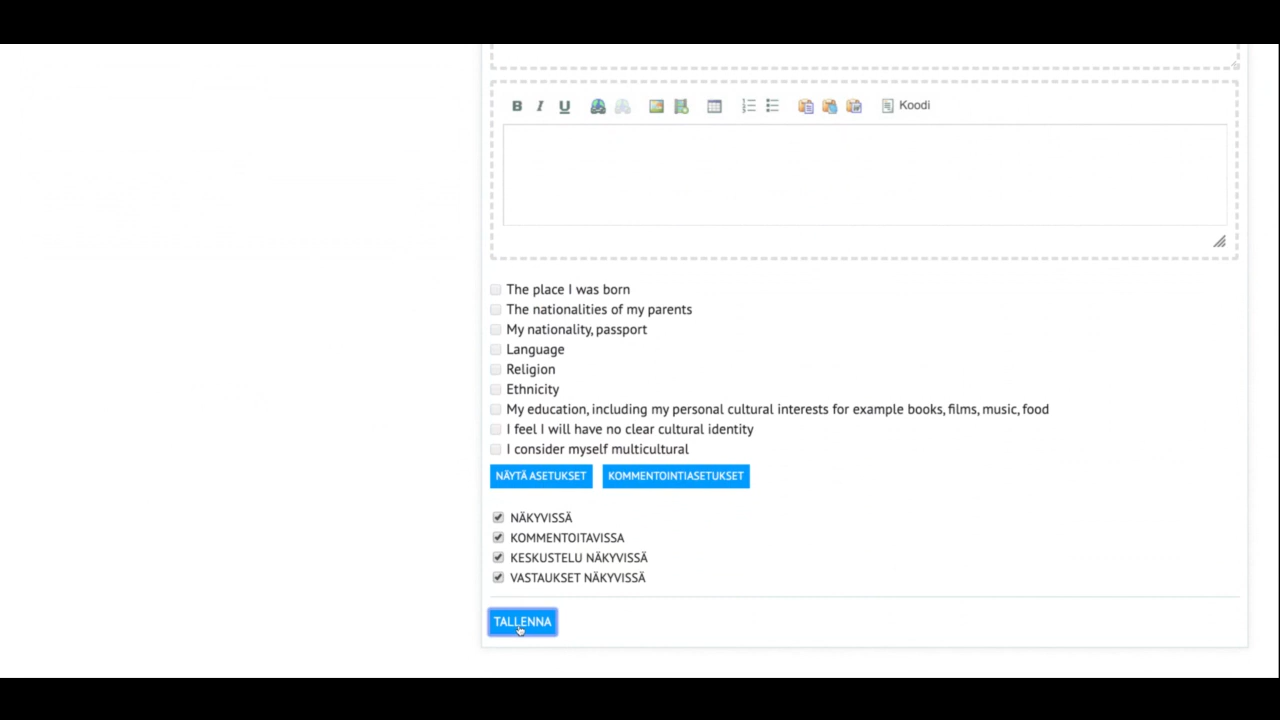 B I U Koodi
The place I was born
The nationalities of my parents
My nationality, passport
Language
Religion
Ethnicity
My education, including my personal cultural interests for example books, films, music, food
I feel I will have no clear cultural identity
I consider myself multicultural
NÄYTÄ ASETUKSET KOMMENTOINTIASETUKSET
NÄKYVISSÄ
KOMMENTOITAVISSA
KESKUSTELU NÄKYVISSÄ
VASTAUKSET NÄKYVISSÄ
TALLENNA